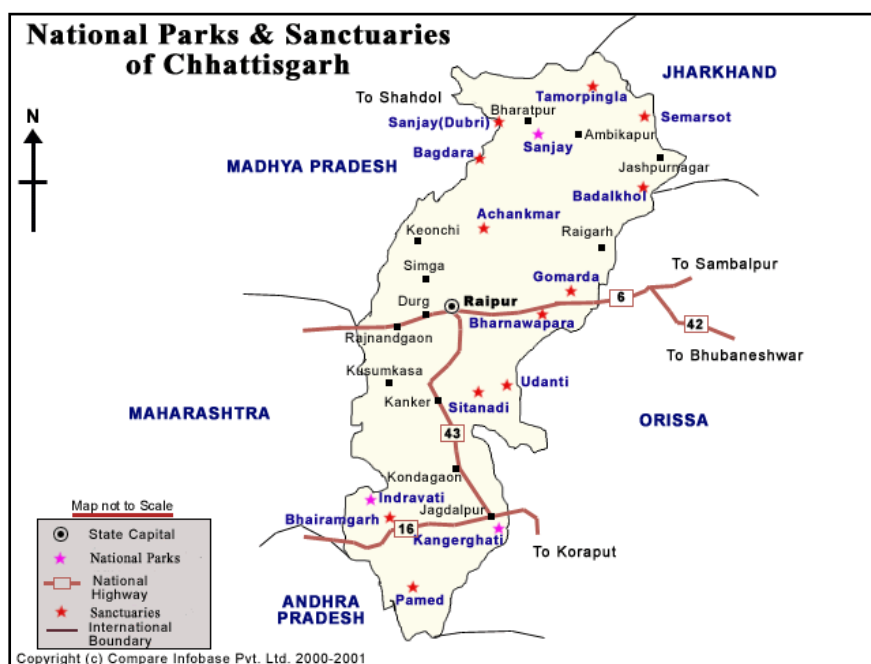 National Parks & Sanctuaries
of Chhattisgarh
JHARKHAND
To Shahdol
Tamorpingla
Bharatpur
Semarsot
Sanjay(Dubri)
Ambikapur
N
Sanjay
Bagdara
MADHYA PRADESH
Jashpurnagar
Badalkhol
Achankmar
Keonchi
Raigarh
Simga
To Sambalpur
Gomarda
Durg
Raipur
6
42
Bharnawapara
Rajnandgaon
To Bhubaneshwar
Kusumkasa
Udanti
Kanker
Sitanadi
MAHARASHTRA
ORISSA
43
Kondagaon
Indravati
Map not to Scale
Jagdalpur
Bhairamgarh
16
Kangerghati
To Koraput
State Capital
National Parks
National
Highway
Sanctuaries
International
Boundary
Pamed
ANDHRA
PRADESH
Copyright (c) Compare Infobase Pvt. Ltd. 2000-2001